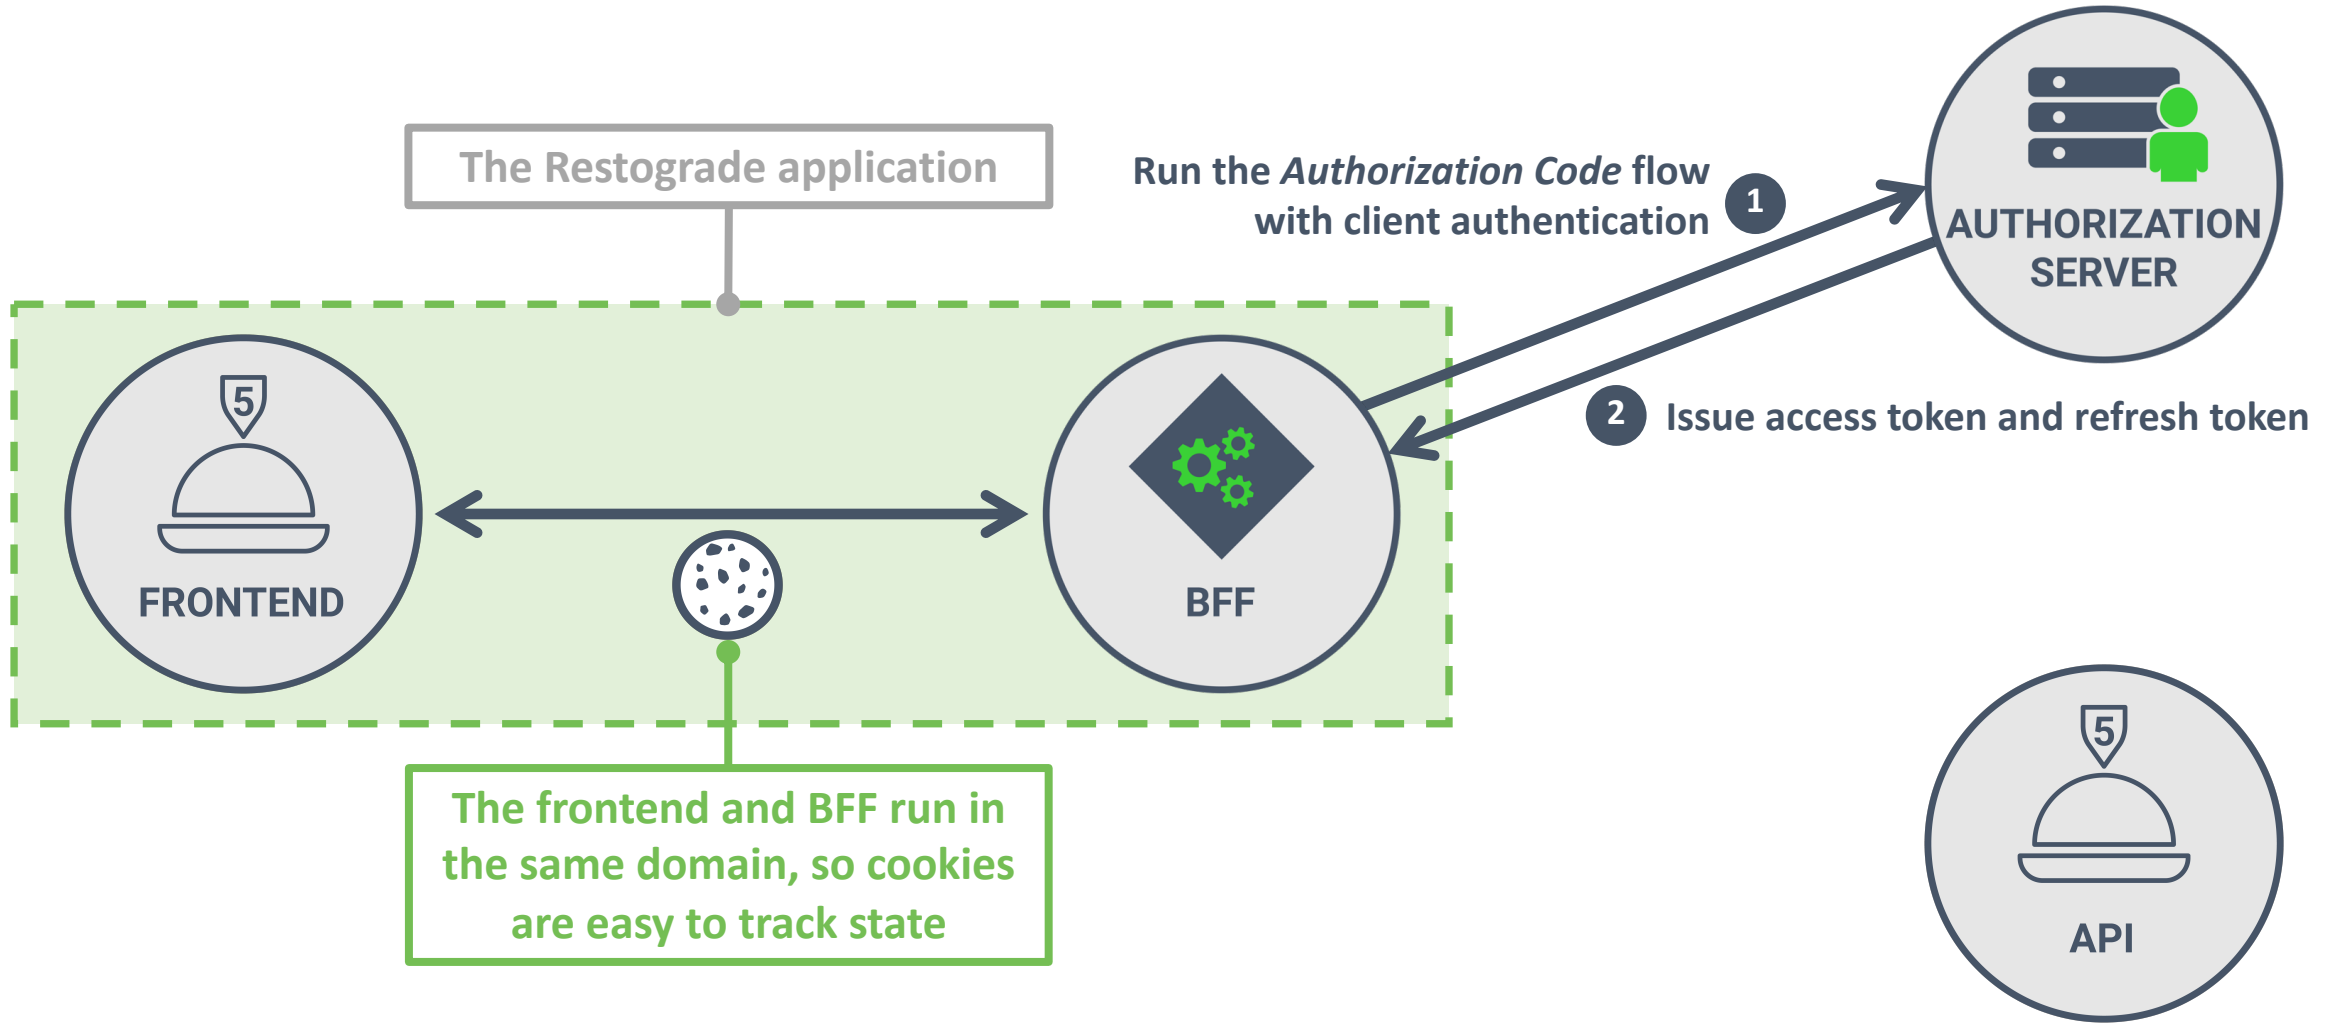 The Restograde application
Run the Authorization Code flow
with client authentication
1
AUTHORIZATION
SERVER
2
Issue access token and refresh token
5
FRONTEND
BFF
The frontend and BFF run in
the same domain, so cookies
are easy to track state
5
API